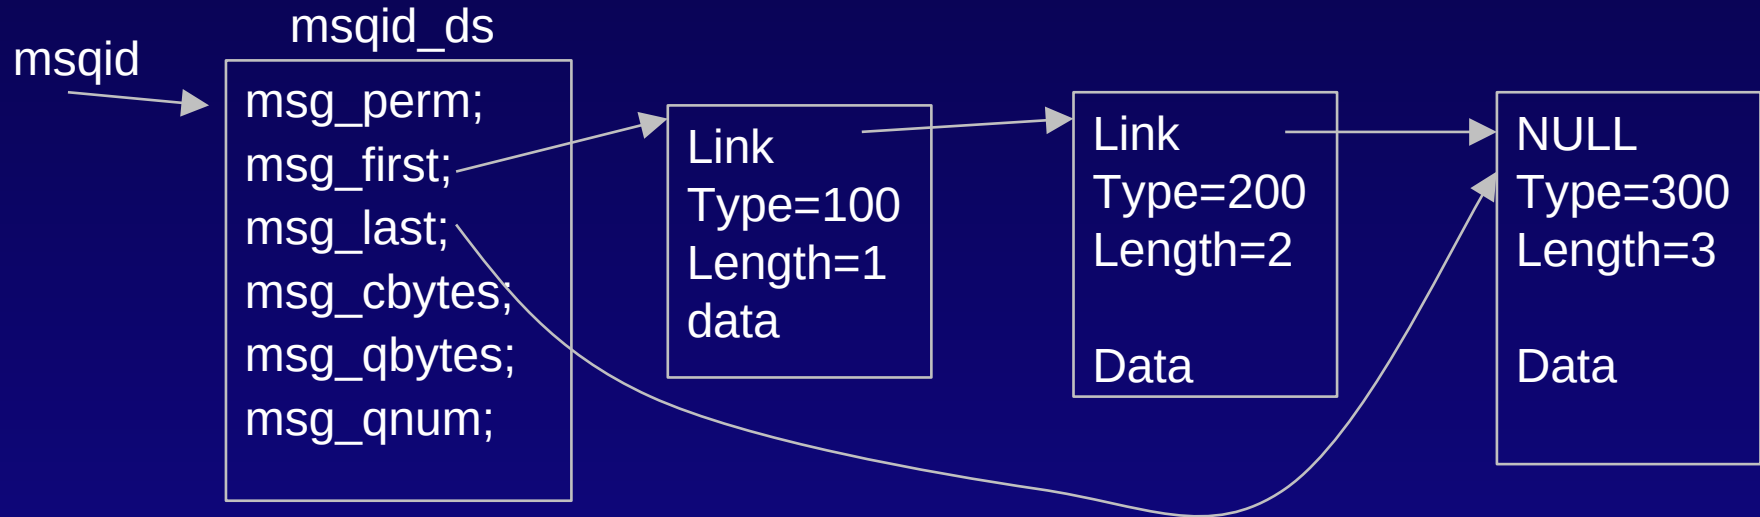 msqid
msqid_ds
msg_perm;
msg_first;
msg_last;
msg_cbytes;
msg_qbytes;
msg_qnum;
Link
Type=100
Length=1
data
Link
Type=200
Length=2
Data
NULL
Type=300
Length=3
Data